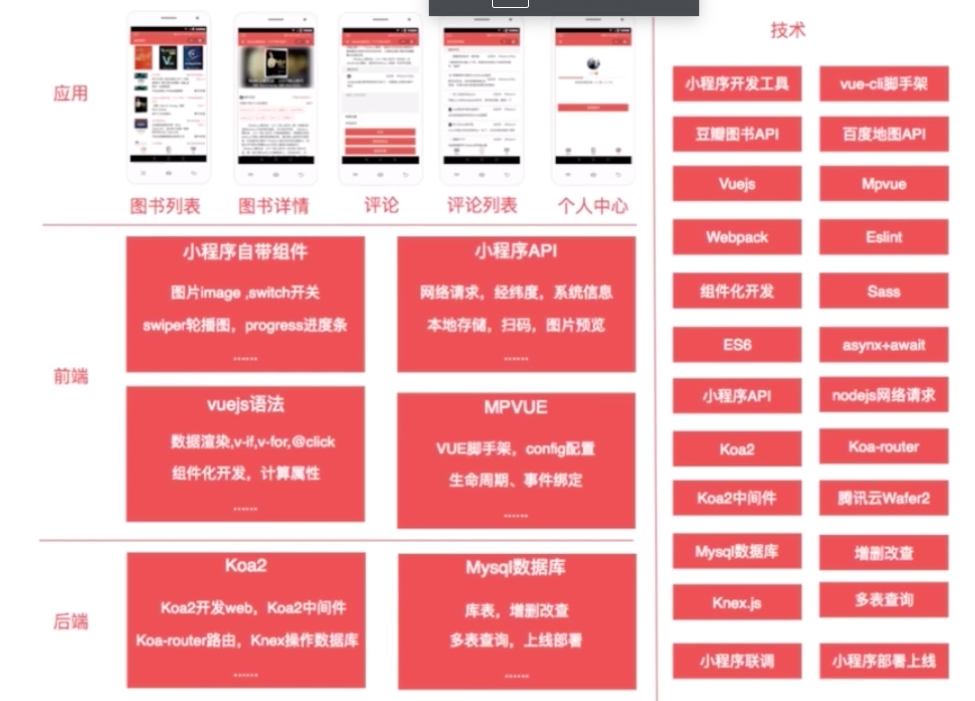 应用
图书列表
图书详情
评论
评论列表
个人中心
前端
小程序自带组件
图片image ,switch开关
swiper轮播图，progress进度条
……
小程序API
网络请求，经纬度，系统信息
本地存储，扫码，图片预览
……
vuejs语法
数据渲染,v-if,v-for,@click
组件化开发，计算属性
……
MPVUE
VUE脚手架，config配置
生命周期、事件绑定
……
后端
Koa2
Koa2开发web，Koa2中间件
Koa-router路由，Knex操作数据库
……
Mysql数据库
库表，增删改查
多表查询，上线部署
……
技术
小程序开发工具
vue-cli脚手架
豆瓣图书API
百度地图API
Vuejs
Mpvue
Webpack
Eslint
组件化开发
Sass
ES6
asynx+await
小程序API
nodejs网络请求
Koa2
Koa-router
Koa2中间件
腾讯云Wafer2
Mysql数据库
增删改查
Knex.js
多表查询
小程序联调
小程序部署上线